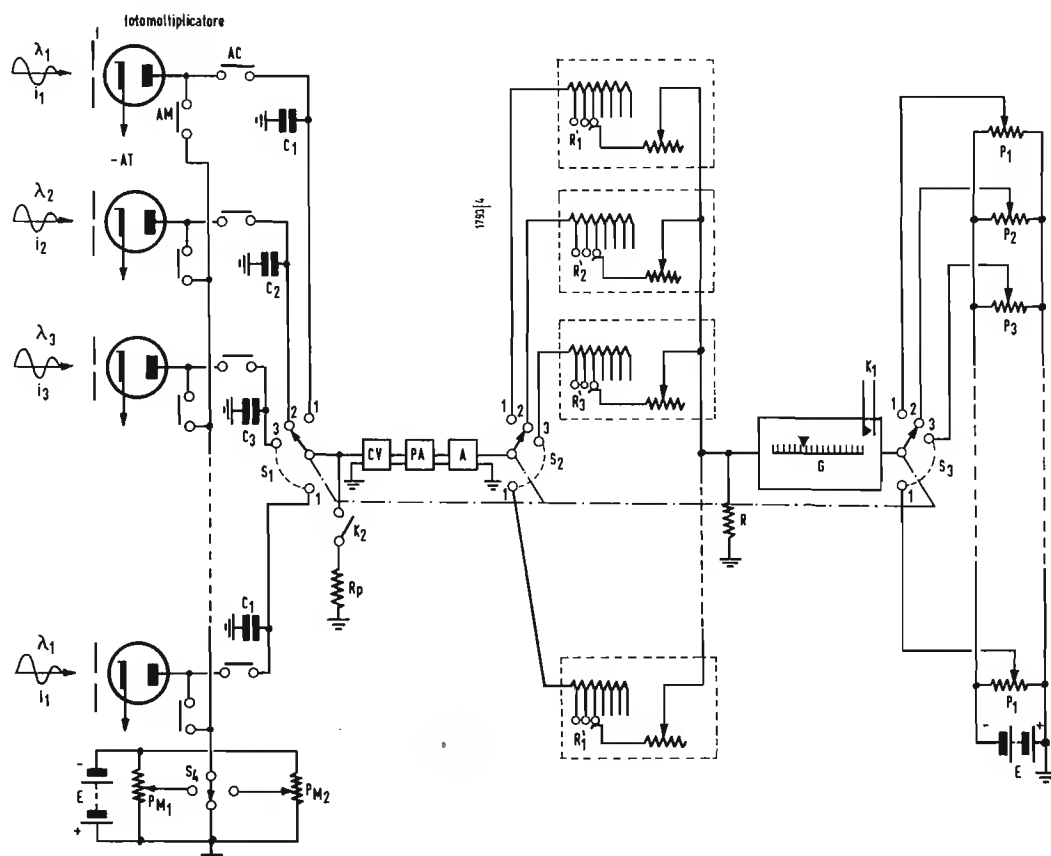 fotomoltiplicatore
f
λ1
i1
AC
AM
C1
-AT
λ2
i2
C2
λ3
i3
C3
1
2
3
S1
1
K2
Rp
CV
PA
A
1793/4
R'1
R'2
R'3
1
2
3
S2
1
R'1
R
G
K1
1
2
3
S3
1
P1
P2
P3
P1
- +
E
λ1
i1
C1
-
E
+
PM1
S4
PM2